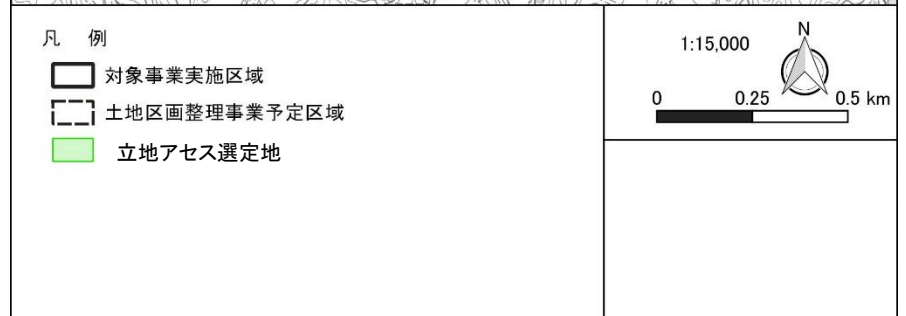 凡 例
対象事業実施区域
土地区画整理事業予定区域
立地アセス選定地
N
1:15,000
0 0.25 0.5 km